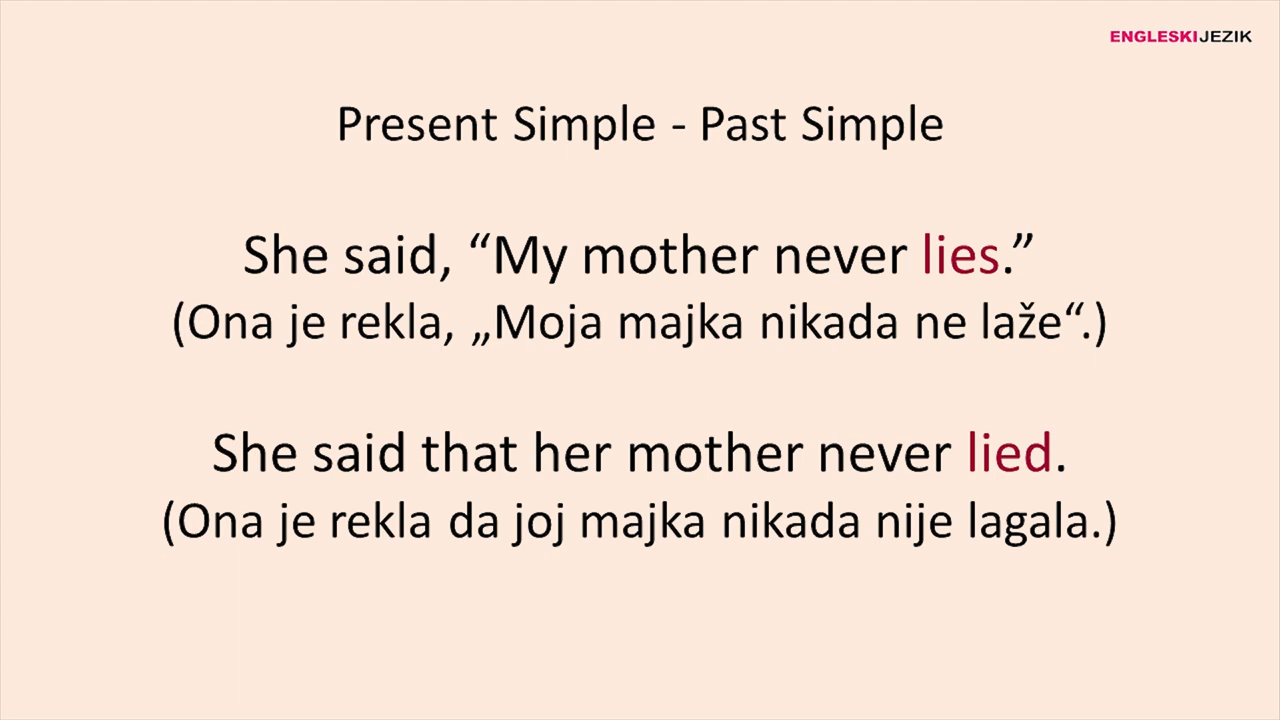 ENGLESKIJEZIK
Present Simple - Past Simple
She said, “My mother never lies.”
(Ona je rekla, „Moja majka nikada ne laže“.)
She said that her mother never lied.
(Ona je rekla da joj majka nikada nije lagala.)